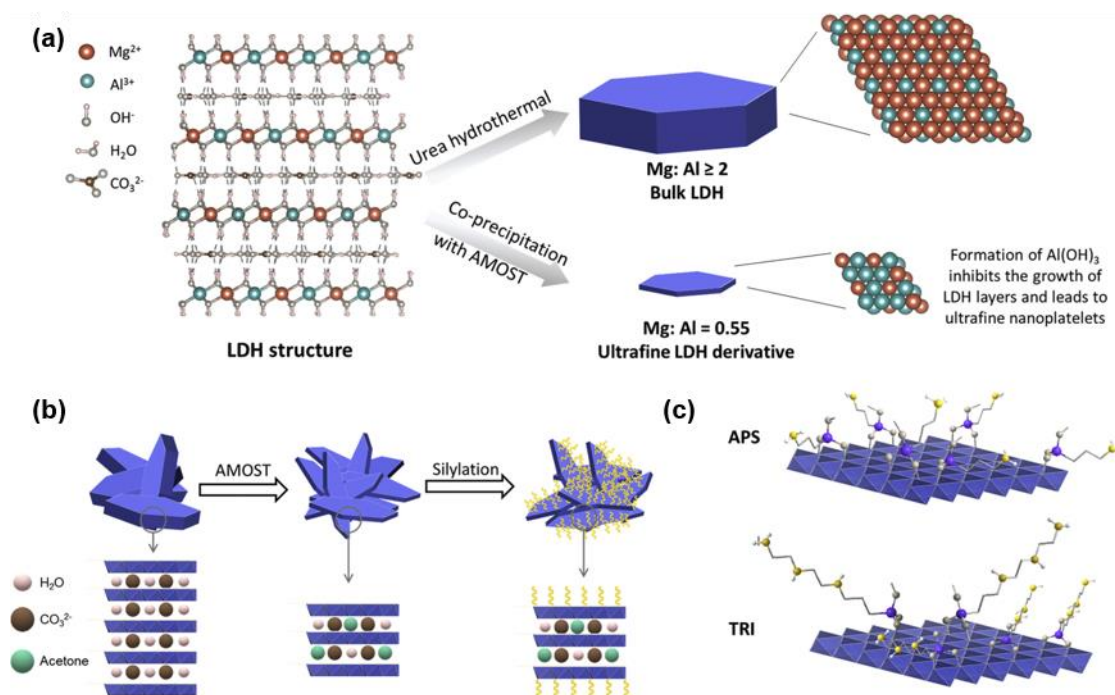 (a)
Mg²⁺
Al³⁺
OH⁻
H₂O
CO₃²⁻
LDH structure
Urea hydrothermal
Co-precipitation
with AMOST
Mg: Al ≥ 2
Bulk LDH
Mg: Al = 0.55
Ultrafine LDH derivative
Formation of Al(OH)₃
inhibits the growth of
LDH layers and leads to
ultrafine nanoplatelets
(b)
AMOST
Silylation
H₂O
CO₃²⁻
Acetone
(c)
APS
TRI